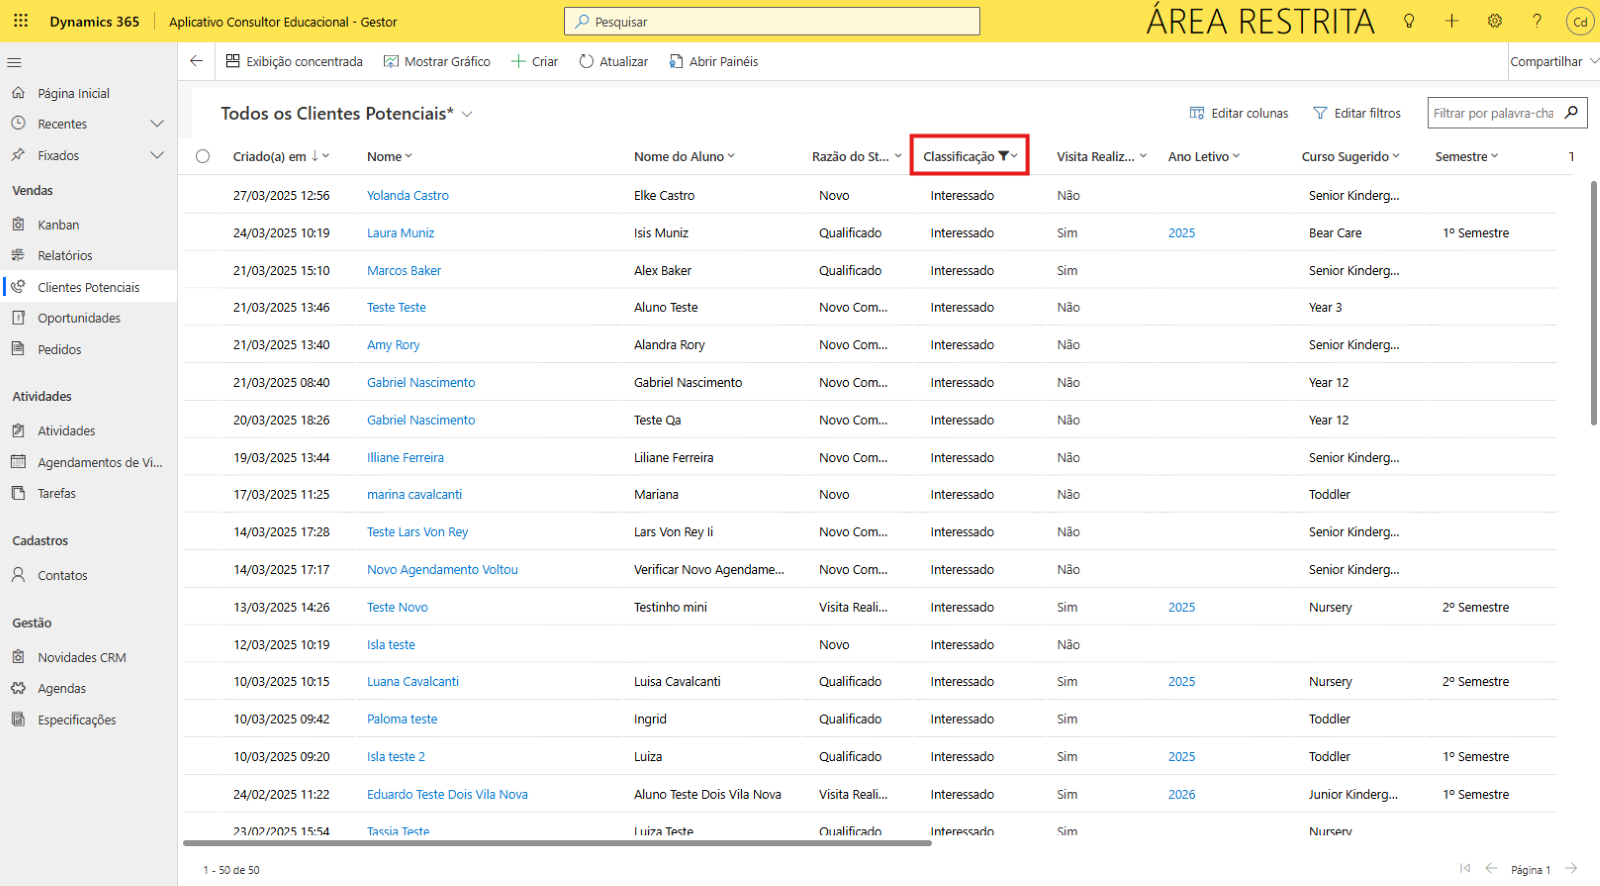 Dynamics 365 Aplicativo Consultor Educacional - Gestor Pesquisar ÁREA RESTRITA Cd
Exibição concentrada Mostrar Gráfico Criar Atualizar Abrir Painéis Compartilhar
Página Inicial
Recentes
Fixados
Vendas
Kanban
Relatórios
Clientes Potenciais
Oportunidades
Pedidos
Atividades
Atividades
Agendamentos de Vi...
Tarefas
Cadastros
Contatos
Gestão
Novidades CRM
Agendas
Especificações
Todos os Clientes Potenciais* Editar colunas Editar filtros Filtrar por palavra-cha
Criado(a) em Nome Nome do Aluno Razão do St... Classificação Visita Realiz... Ano Letivo Curso Sugerido Semestre
27/03/2025 12:56 Yolanda Castro Elke Castro Novo Interessado Não Senior Kinderg...
24/03/2025 10:19 Laura Muniz Isis Muniz Qualificado Interessado Sim 2025 Bear Care 1º Semestre
21/03/2025 15:10 Marcos Baker Alex Baker Qualificado Interessado Sim Senior Kinderg...
21/03/2025 13:46 Teste Teste Aluno Teste Novo Com... Interessado Não Year 3
21/03/2025 13:40 Amy Rory Alandra Rory Novo Com... Interessado Não Senior Kinderg...
21/03/2025 08:40 Gabriel Nascimento Gabriel Nascimento Novo Com... Interessado Não Year 12
20/03/2025 18:26 Gabriel Nascimento Teste Qa Novo Com... Interessado Não Year 12
19/03/2025 13:44 Illiane Ferreira Liliane Ferreira Novo Com... Interessado Não Senior Kinderg...
17/03/2025 11:25 marina cavalcanti Mariana Novo Interessado Não Toddler
14/03/2025 17:28 Teste Lars Von Rey Lars Von Rey Ii Novo Com... Interessado Não Senior Kinderg...
14/03/2025 17:17 Novo Agendamento Voltou Verificar Novo Agendame... Novo Com... Interessado Não Senior Kinderg...
13/03/2025 14:26 Teste Novo Testinho mini Visita Reali... Interessado Sim 2025 Nursery 2º Semestre
12/03/2025 10:19 Isla teste Novo Interessado Não
10/03/2025 10:15 Luana Cavalcanti Luisa Cavalcanti Qualificado Interessado Sim 2025 Nursery 2º Semestre
10/03/2025 09:42 Paloma teste Ingrid Qualificado Interessado Sim Toddler
10/03/2025 09:20 Isla teste 2 Luiza Qualificado Interessado Sim 2025 Toddler 1º Semestre
24/02/2025 11:22 Eduardo Teste Dois Vila Nova Aluno Teste Dois Vila Nova Visita Reali... Interessado Sim 2026 Junior Kinderg... 1º Semestre
23/02/2025 15:54 Tassia Teste Luiza Teste Qualificado Interessado Sim Nursery
1 - 50 de 50 Página 1